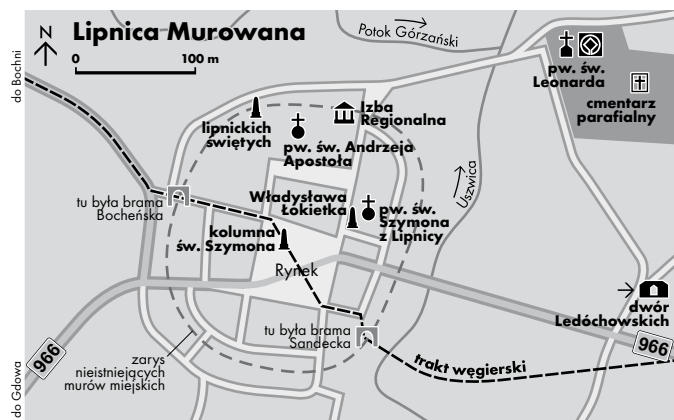 Lipnica Murowana
N
0 100 m
do Bochni
Potok Górzański
pw. św.
Leonarda
cmentarz
parafialny
Izba
Regionalna
lipnickich
świętych
pw. św. Andrzeja
Apostoła
Uszwica
tu była brama
Bocheńska
Władysława
Łokietka
pw. św.
Szymona
z Lipnicy
kolumna
św. Szymona
Rynek
dwór
Ledóchowskich
tu była brama
Sandecka
966
966
zarys
nieistniejących
murów miejskich
trakt węgierski
do Gdowa